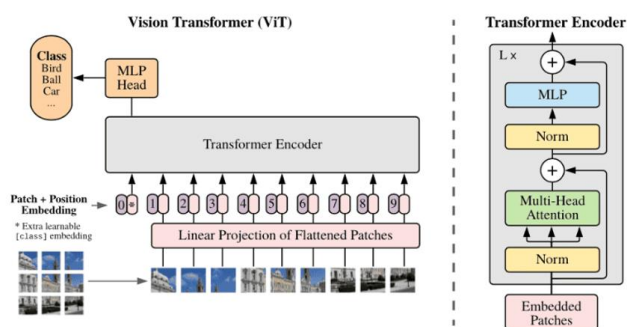 Vision Transformer (ViT)
Class
Bird
Ball
Car
...
MLP
Head
Transformer Encoder
Patch + Position
Embedding
* Extra learnable
[class] embedding
0 * 1 2 3 4 5 6 7 8 9
Linear Projection of Flattened Patches
Transformer Encoder
L x
+
MLP
Norm
+
Multi-Head
Attention
Norm
Embedded
Patches